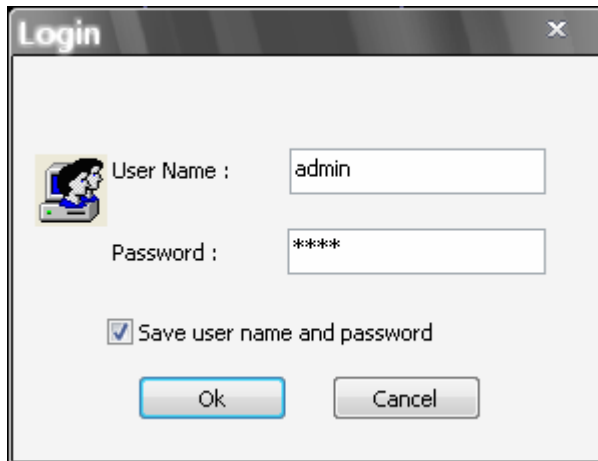 Login
User Name : admin
Password : ****
Save user name and password
Ok Cancel